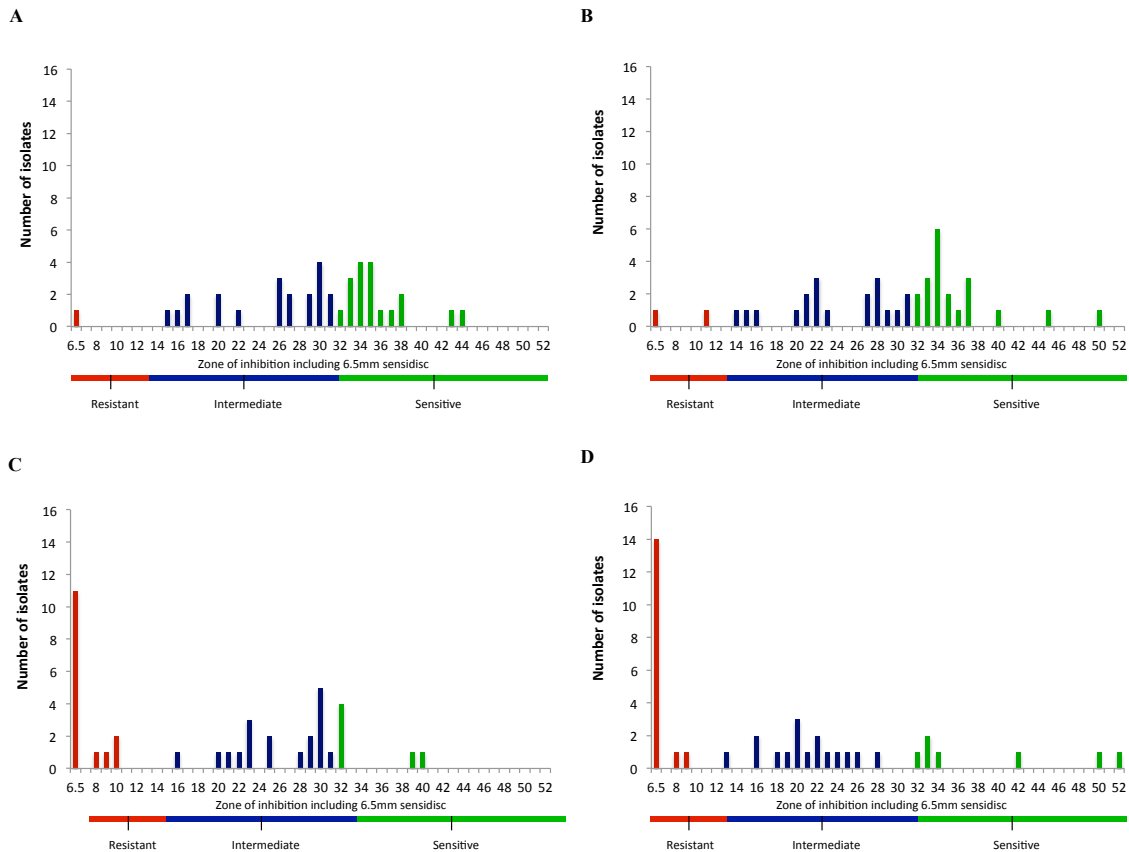 A
B
16
14
12
10
8
6
4
2
0
Number of isolates
6.5 8 10 12 14 16 18 20 22 24 26 28 30 32 34 36 38 40 42 44 46 48 50 52
Zone of inhibition including 6.5mm sensidisc
Resistant Intermediate Sensitive
16
14
12
10
8
6
4
2
0
Number of isolates
6.5 8 10 12 14 16 18 20 22 24 26 28 30 32 34 36 38 40 42 44 46 48 50 52
Zone of inhibition including 6.5mm sensidisc
Resistant Intermediate Sensitive
C
D
16
14
12
10
8
6
4
2
0
Number of isolates
6.5 8 10 12 14 16 18 20 22 24 26 28 30 32 34 36 38 40 42 44 46 48 50 52
Zone of inhibition including 6.5mm sensidisc
Resistant Intermediate Sensitive
16
14
12
10
8
6
4
2
0
Number of isolates
6.5 8 10 12 14 16 18 20 22 24 26 28 30 32 34 36 38 40 42 44 46 48 50 52
Zone of inhibition including 6.5mm sensidisc
Resistant Intermediate Sensitive